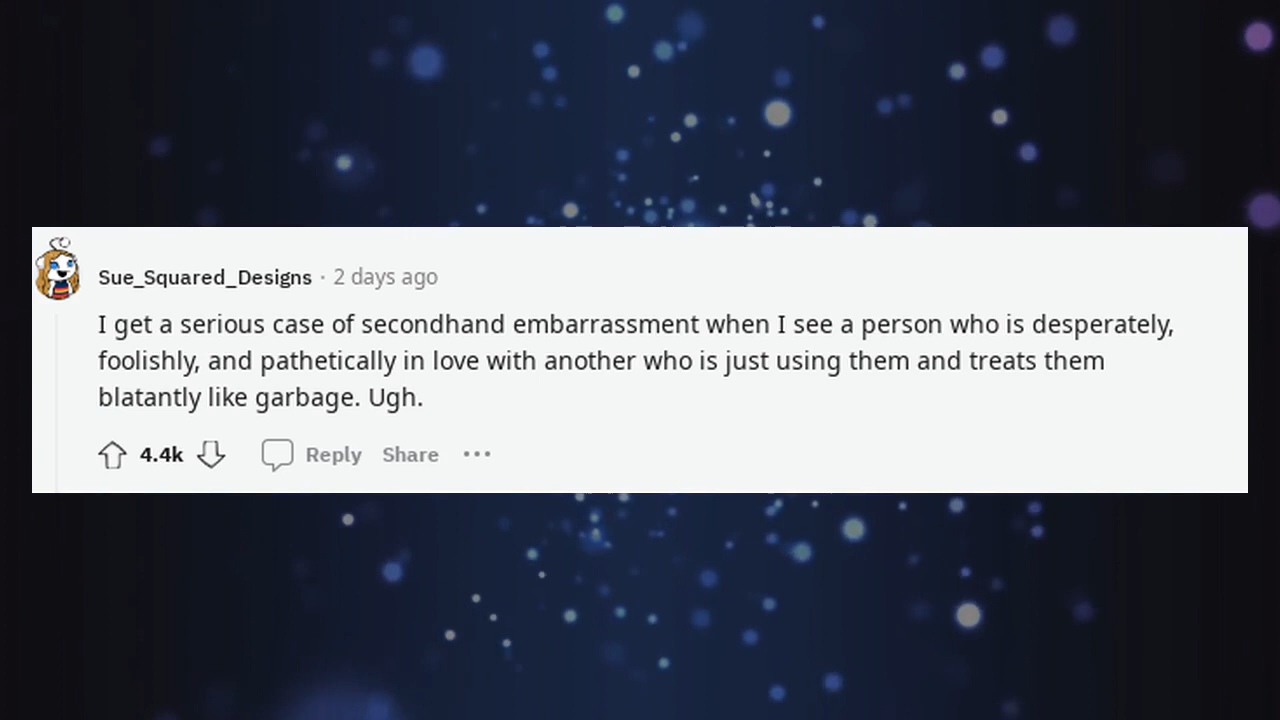 Sue_Squared_Designs · 2 days ago
I get a serious case of secondhand embarrassment when I see a person who is desperately,
foolishly, and pathetically in love with another who is just using them and treats them
blatantly like garbage. Ugh.
4.4k Reply Share ···